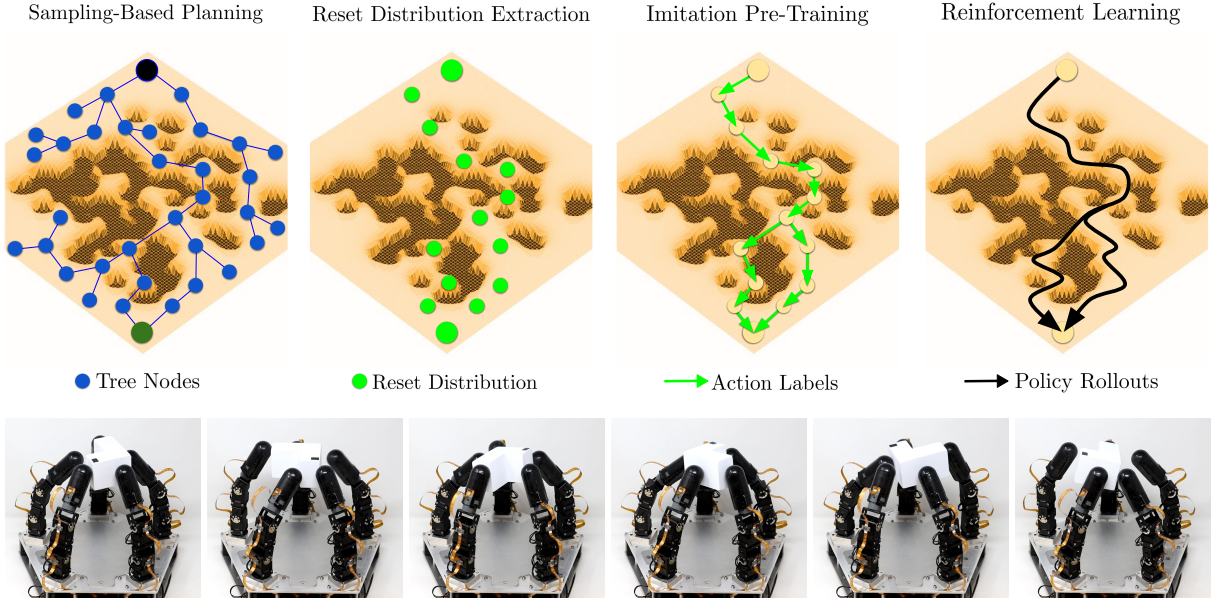 Sampling-Based Planning
Reset Distribution Extraction
Imitation Pre-Training
Reinforcement Learning
Tree Nodes
Reset Distribution
Action Labels
Policy Rollouts